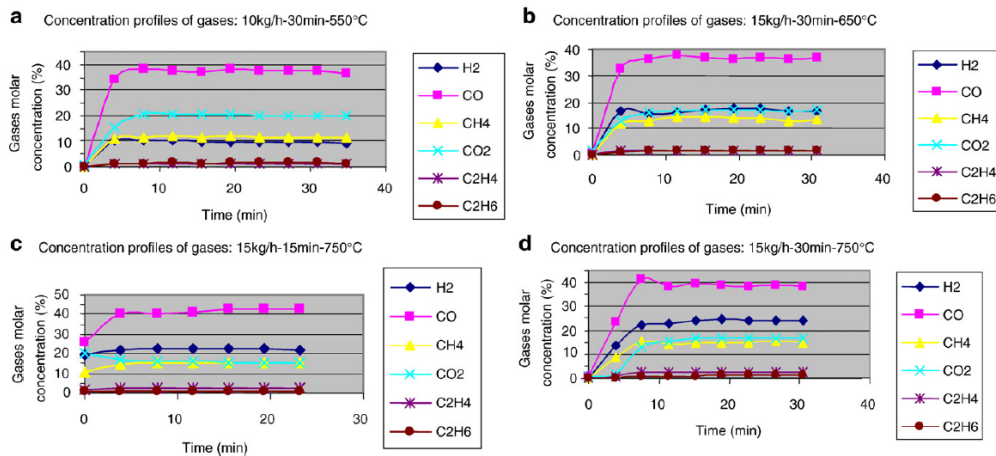 a Concentration profiles of gases: 10kg/h-30min-550°C
Gases molar
concentration (%)
40
30
20
10
0
0 10 20 30 40
Time (min)
H2
CO
CH4
CO2
C2H4
C2H6
b Concentration profiles of gases: 15kg/h-30min-650°C
Gases molar
concentration (%)
40
30
20
10
0
0 20 40
Time (min)
H2
CO
CH4
CO2
C2H4
C2H6
c Concentration profiles of gases: 15kg/h-15min-750°C
Gases molar
concentration (%)
50
40
30
20
10
0
0 10 20 30
Time (min)
H2
CO
CH4
CO2
C2H4
C2H6
d Concentration profiles of gases: 15kg/h-30min-750°C
Gases molar
concentration (%)
40
30
20
10
0
0 10 20 30 40
Time (min)
H2
CO
CH4
CO2
C2H4
C2H6